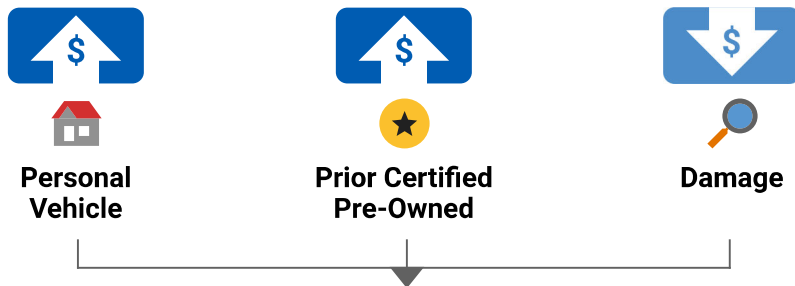 $
$
$
Personal
Vehicle
Prior Certified
Pre-Owned
Damage